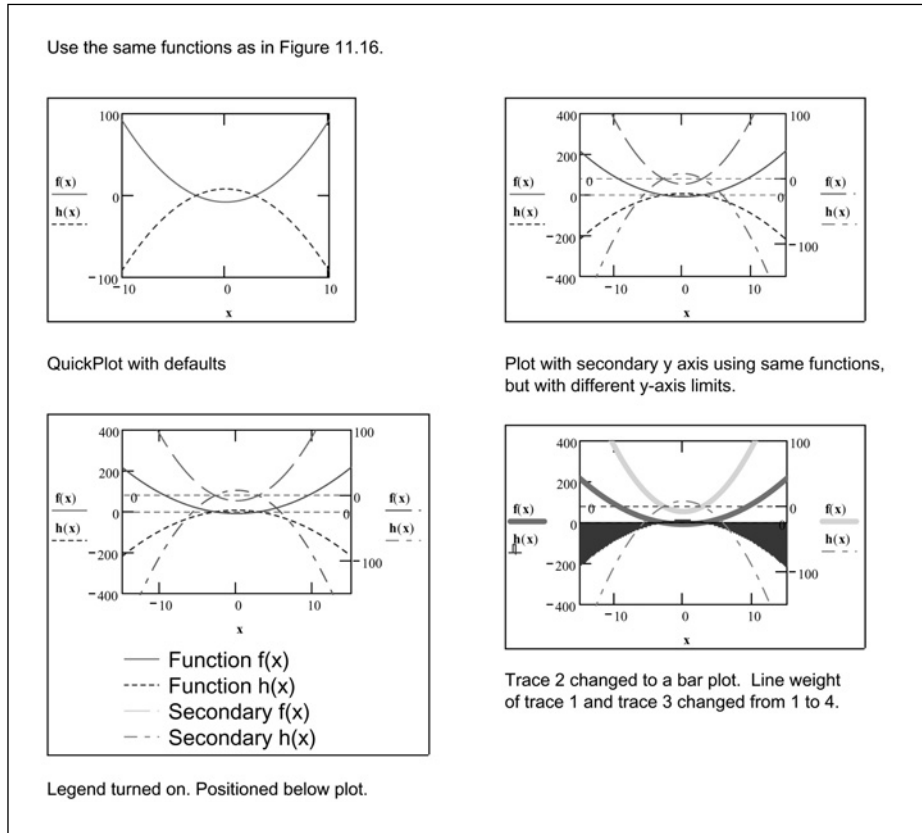 Use the same functions as in Figure 11.16.
100
0
−100
−10
0
10
f(x)
h(x)
x
QuickPlot with defaults
400
200
0
−200
−400
100
0
−100
0
0
−10
0
10
f(x)
h(x)
f(x)
h(x)
x
Plot with secondary y axis using same functions,
but with different y-axis limits.
400
200
0
−200
−400
100
0
−100
0
0
−10
0
10
f(x)
h(x)
f(x)
h(x)
x
Function f(x)
Function h(x)
Secondary f(x)
Secondary h(x)
Legend turned on. Positioned below plot.
400
200
0
−200
−400
100
0
−100
0
0
−10
0
10
f(x)
h(x)
f(x)
h(x)
x
Trace 2 changed to a bar plot. Line weight
of trace 1 and trace 3 changed from 1 to 4.